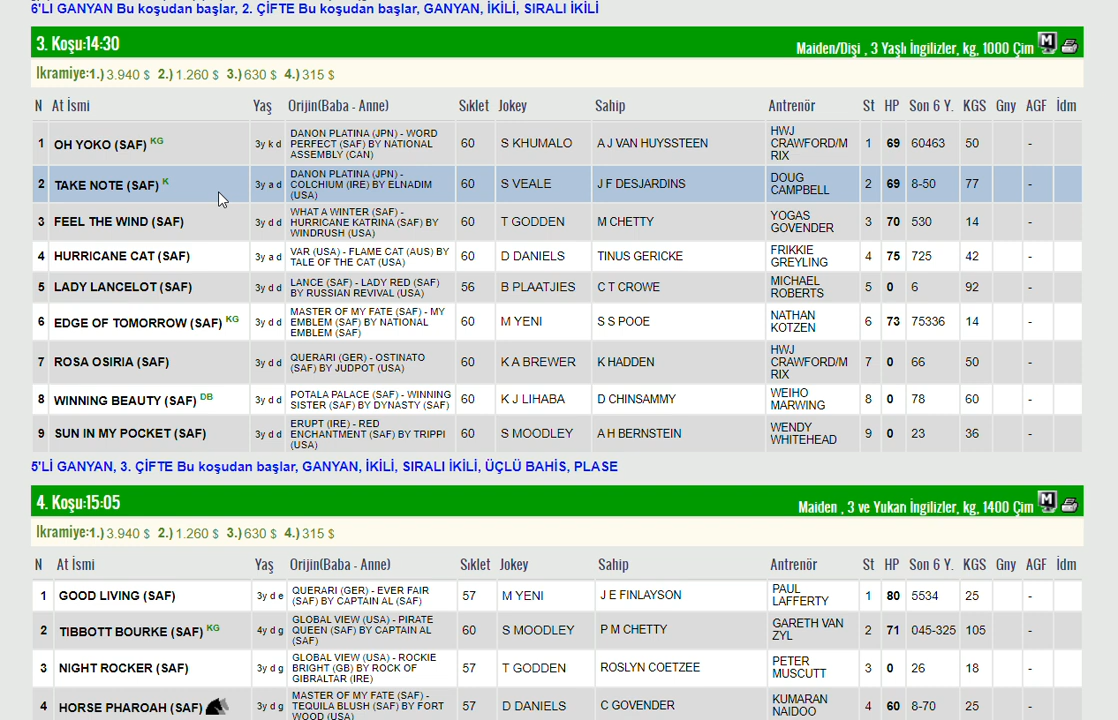 6'LI GANYAN Bu koşudan başlar, 2. ÇİFTE Bu koşudan başlar, GANYAN, İKİLİ, SIRALI İKİLİ
3. Koşu:14:30 Maiden/Dişi , 3 Yaşlı İngilizler, kg, 1000 Çim
Ikramiye:1.) 3.940 $ 2.) 1.260 $ 3.) 630 $ 4.) 315 $
N At İsmi Yaş Orijin(Baba - Anne) Sıklet Jokey Sahip Antrenör St HP Son 6 Y. KGS Gny AGF İdm
1 OH YOKO (SAF) KG 3y k d DANON PLATINA (JPN) - WORD PERFECT (SAF) BY NATIONAL ASSEMBLY (CAN) 60 S KHUMALO A J VAN HUYSSTEEN HWJ CRAWFORD/M RIX 1 69 60463 50 -
2 TAKE NOTE (SAF) K 3y a d DANON PLATINA (JPN) - COLCHIUM (IRE) BY ELNADIM (USA) 60 S VEALE J F DESJARDINS DOUG CAMPBELL 2 69 8-50 77 -
3 FEEL THE WIND (SAF) 3y d d WHAT A WINTER (SAF) - HURRICANE KATRINA (SAF) BY WINDRUSH (USA) 60 T GODDEN M CHETTY YOGAS GOVENDER 3 70 530 14 -
4 HURRICANE CAT (SAF) 3y a d VAR (USA) - FLAME CAT (AUS) BY TALE OF THE CAT (USA) 60 D DANIELS TINUS GERICKE FRIKKIE GREYLING 4 75 725 42 -
5 LADY LANCELOT (SAF) 3y d d LANCE (SAF) - LADY RED (SAF) BY RUSSIAN REVIVAL (USA) 56 B PLAATJIES C T CROWE MICHAEL ROBERTS 5 0 6 92 -
6 EDGE OF TOMORROW (SAF) KG 3y d d MASTER OF MY FATE (SAF) - MY EMBLEM (SAF) BY NATIONAL EMBLEM (SAF) 60 M YENI S S POOE NATHAN KOTZEN 6 73 75336 14 -
7 ROSA OSIRIA (SAF) 3y d d QUERARI (GER) - OSTINATO (SAF) BY JUDPOT (USA) 60 K A BREWER K HADDEN HWJ CRAWFORD/M RIX 7 0 66 50 -
8 WINNING BEAUTY (SAF) DB 3y d d POTALA PALACE (SAF) - WINNING SISTER (SAF) BY DYNASTY (SAF) 60 K J LIHABA D CHINSAMMY WEIHO MARWING 8 0 78 60 -
9 SUN IN MY POCKET (SAF) 3y d d ERUPT (IRE) - RED ENCHANTMENT (SAF) BY TRIPPI (USA) 60 S MOODLEY A H BERNSTEIN WENDY WHITEHEAD 9 0 23 36 -
5'Lİ GANYAN, 3. ÇİFTE Bu koşudan başlar, GANYAN, İKİLİ, SIRALI İKİLİ, ÜÇLÜ BAHİS, PLASE
4. Koşu:15:05 Maiden , 3 ve Yukarı İngilizler, kg, 1400 Çim
Ikramiye:1.) 3.940 $ 2.) 1.260 $ 3.) 630 $ 4.) 315 $
N At İsmi Yaş Orijin(Baba - Anne) Sıklet Jokey Sahip Antrenör St HP Son 6 Y. KGS Gny AGF İdm
1 GOOD LIVING (SAF) 3y d e QUERARI (GER) - EVER FAIR (SAF) BY CAPTAIN AL (SAF) 57 M YENI J E FINLAYSON PAUL LAFFERTY 1 80 5534 25 -
2 TIBBOTT BOURKE (SAF) KG 4y d g GLOBAL VIEW (USA) - PIRATE QUEEN (SAF) BY CAPTAIN AL (SAF) 60 S MOODLEY P M CHETTY GARETH VAN ZYL 2 71 045-325 105 -
3 NIGHT ROCKER (SAF) 3y d g GLOBAL VIEW (USA) - ROCKIE BRIGHT (GB) BY ROCK OF GIBRALTAR (IRE) 57 T GODDEN ROSLYN COETZEE PETER MUSCUTT 3 0 26 18 -
4 HORSE PHAROAH (SAF) 3y d g MASTER OF MY FATE (SAF) - TEQUILA BLUSH (SAF) BY FORT WOOD (USA) 57 D DANIELS C GOVENDER KUMARAN NAIDOO 4 60 8-70 25 -